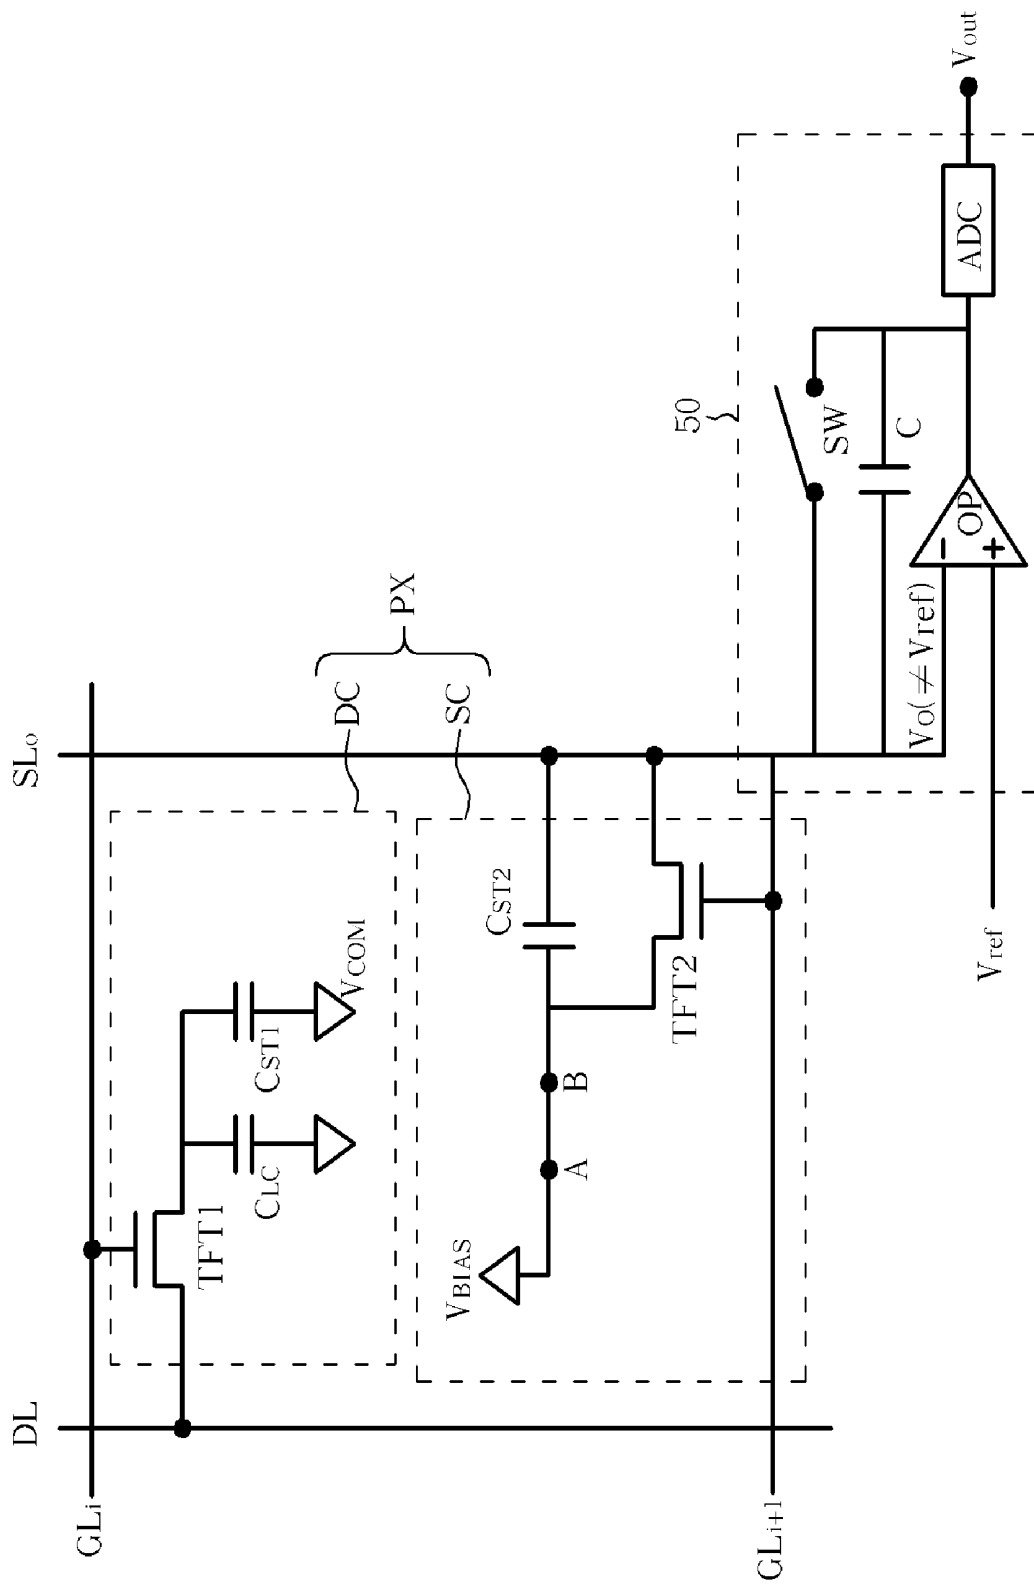 DL
SLo
GLi
TFT1
CLC
CST1
VCOM
DC
SC
PX
VBIAS
A
B
CST2
TFT2
GLi+1
50
SW
C
Vo(≠Vref)
−
+
OP
ADC
Vout
Vref